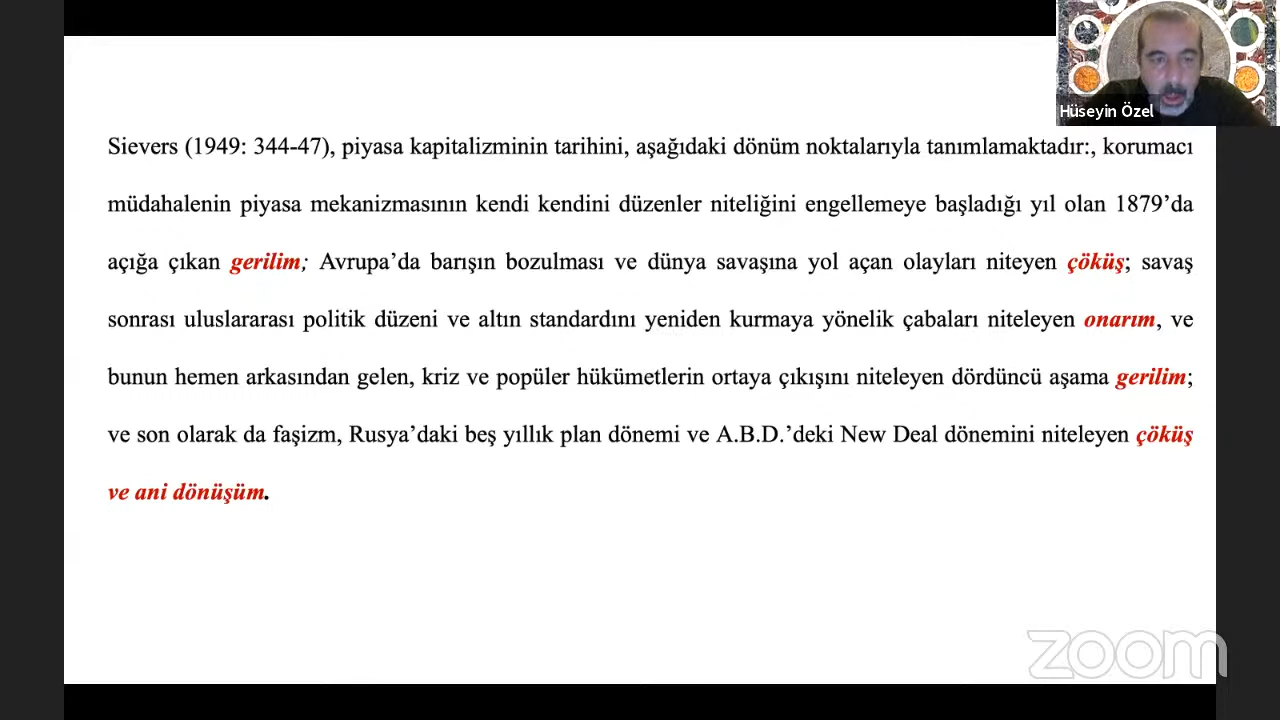 Hüseyin Özel
Sievers (1949: 344-47), piyasa kapitalizminin tarihini, aşağıdaki dönüm noktalarıyla tanımlamaktadır:, korumacı
müdahalenin piyasa mekanizmasının kendi kendini düzenler niteliğini engellemeye başladığı yıl olan 1879’da
açığa çıkan gerilim; Avrupa’da barışın bozulması ve dünya savaşına yol açan olayları niteyen çöküş; savaş
sonrası uluslararası politik düzeni ve altın standardını yeniden kurmaya yönelik çabaları niteleyen onarım, ve
bunun hemen arkasından gelen, kriz ve popüler hükümetlerin ortaya çıkışını niteleyen dördüncü aşama gerilim;
ve son olarak da faşizm, Rusya’daki beş yıllık plan dönemi ve A.B.D.’deki New Deal dönemini niteleyen çöküş
ve ani dönüşüm.
zoom